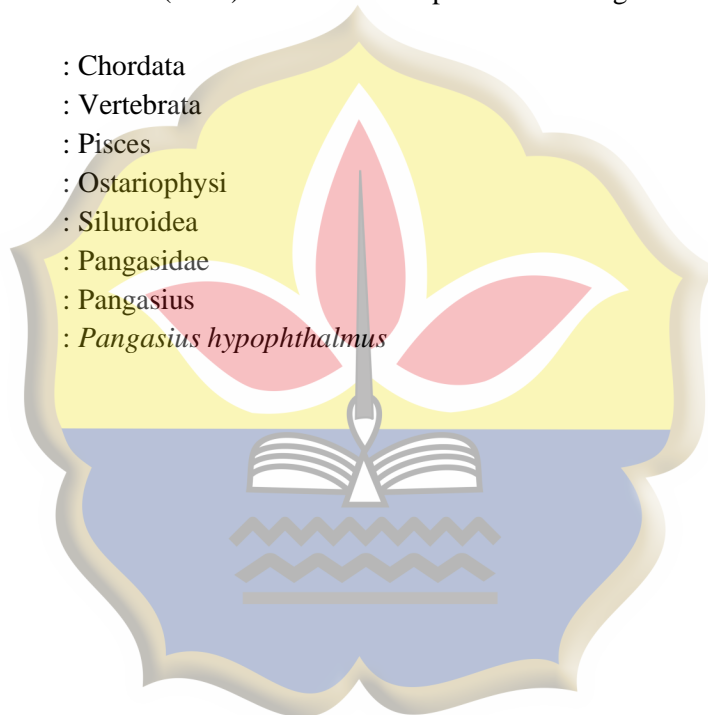 : Chordata
: Vertebrata
: Pisces
: Ostariophysi
: Siluroidea
: Pangasidae
: Pangasius
: Pangasius hypophthalmus